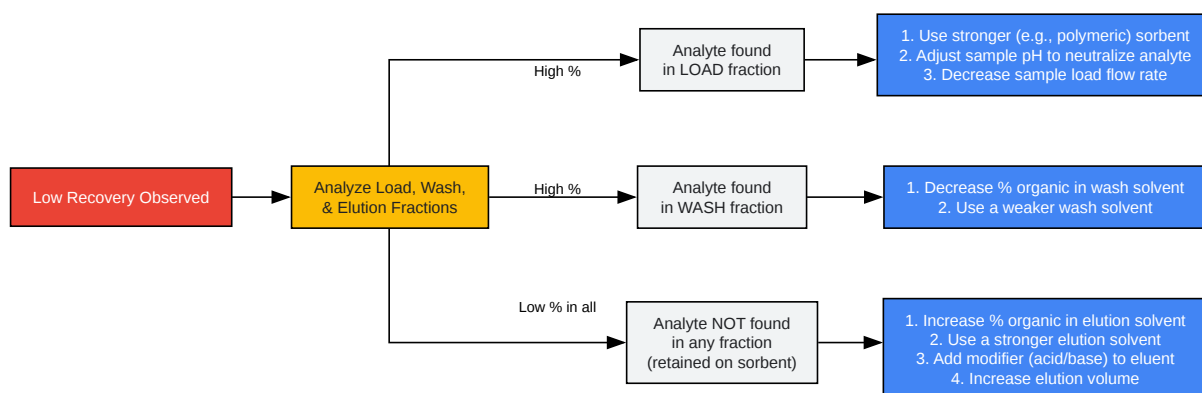 Low Recovery Observed
Analyze Load, Wash,
& Elution Fractions
High %
Analyte found
in LOAD fraction
1. Use stronger (e.g., polymeric) sorbent
2. Adjust sample pH to neutralize analyte
3. Decrease sample load flow rate
High %
Analyte found
in WASH fraction
1. Decrease % organic in wash solvent
2. Use a weaker wash solvent
Low % in all
Analyte NOT found
in any fraction
(retained on sorbent)
1. Increase % organic in elution solvent
2. Use a stronger elution solvent
3. Add modifier (acid/base) to eluent
4. Increase elution volume